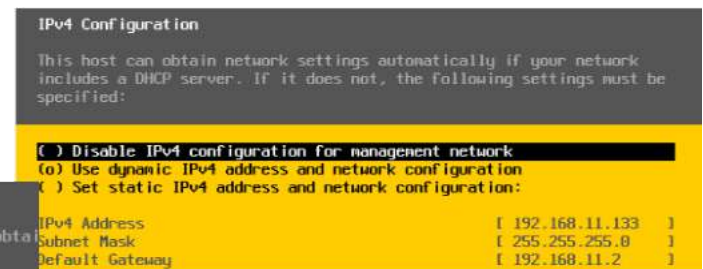 IPv4 Configuration
This host can obtain network settings automatically if your network
includes a DHCP server. If it does not, the following settings must be
specified:
( ) Disable IPv4 configuration for management network
(o) Use dynamic IPv4 address and network configuration
( ) Set static IPv4 address and network configuration:
IPv4 Address [ 192.168.11.133 ]
obtai
Subnet Mask [ 255.255.255.0 ]
Default Gateway [ 192.168.11.2 ]